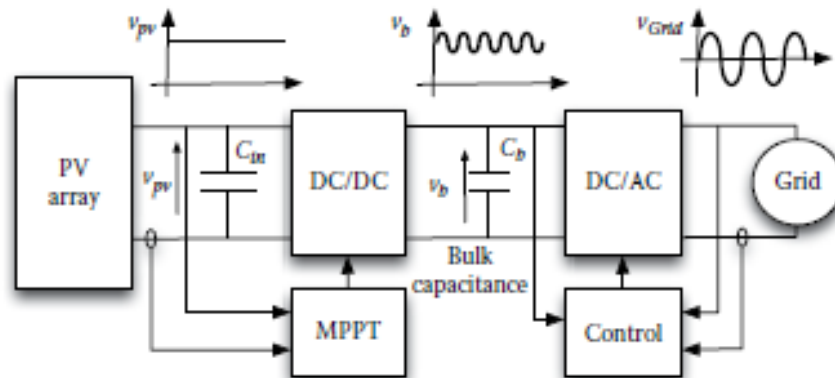 v_pv
v_b
v_Grid
PV
array
v_pv
C_in
DC/DC
v_b
C_b
DC/AC
Grid
Bulk
capacitance
MPPT
Control